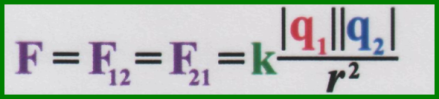 F = F₁₂ = F₂₁ = k |q₁||q₂| / r²